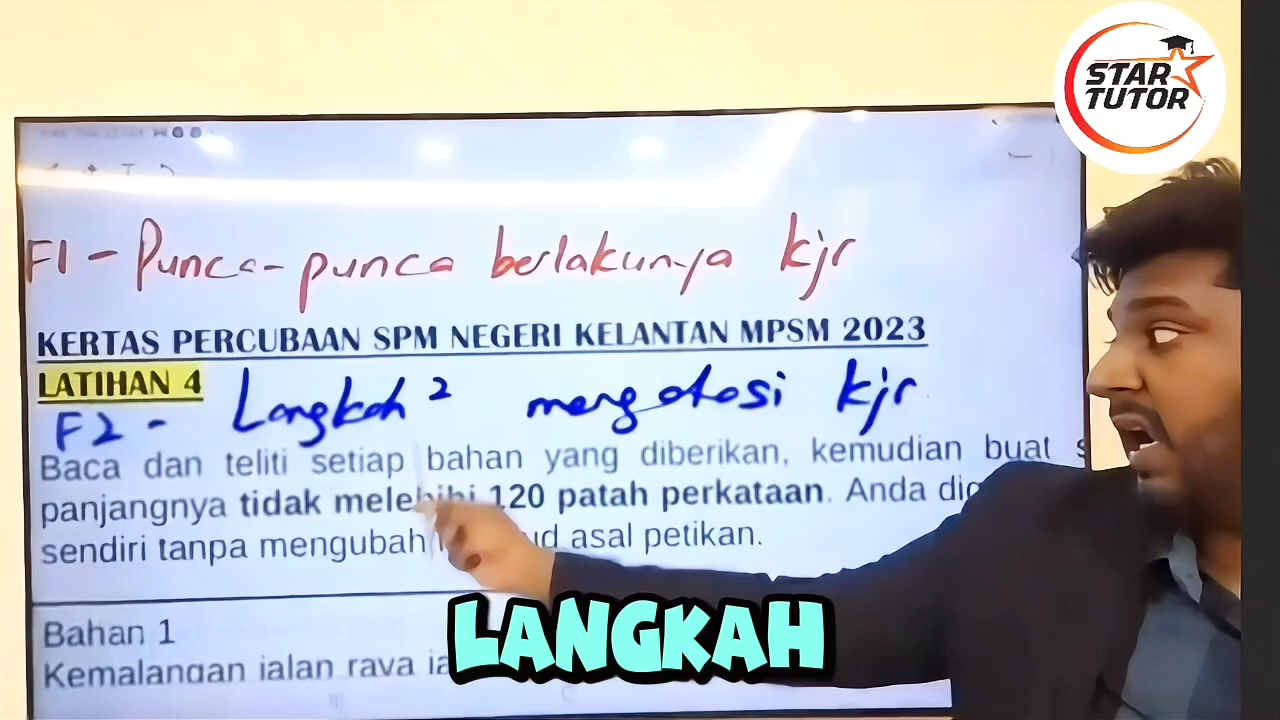 STAR
TUTOR
F1 - Punca-punca berlakunya kjr
KERTAS PERCUBAAN SPM NEGERI KELANTAN MPSM 2023
LATIHAN 4
F2 - Langkah 2 mengatasi kjr
Baca dan teliti setiap bahan yang diberikan, kemudian buat
panjangnya tidak melebihi 120 patah perkataan. Anda
sendiri tanpa mengubah asal petikan.
Bahan 1
Kemalangan jalan raya
LANGKAH